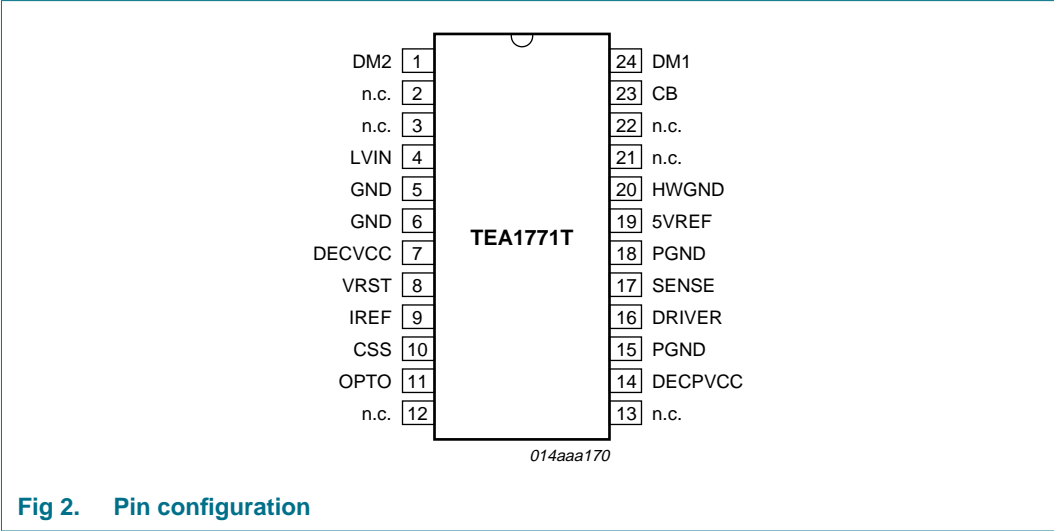 DM2 1 24 DM1
n.c. 2 23 CB
n.c. 3 22 n.c.
LVIN 4 21 n.c.
GND 5 20 HWGND
GND 6 19 5VREF
TEA1771T
DECVCC 7 18 PGND
VRST 8 17 SENSE
IREF 9 16 DRIVER
CSS 10 15 PGND
OPTO 11 14 DECPVCC
n.c. 12 13 n.c.
014aaa170
Fig 2. Pin configuration